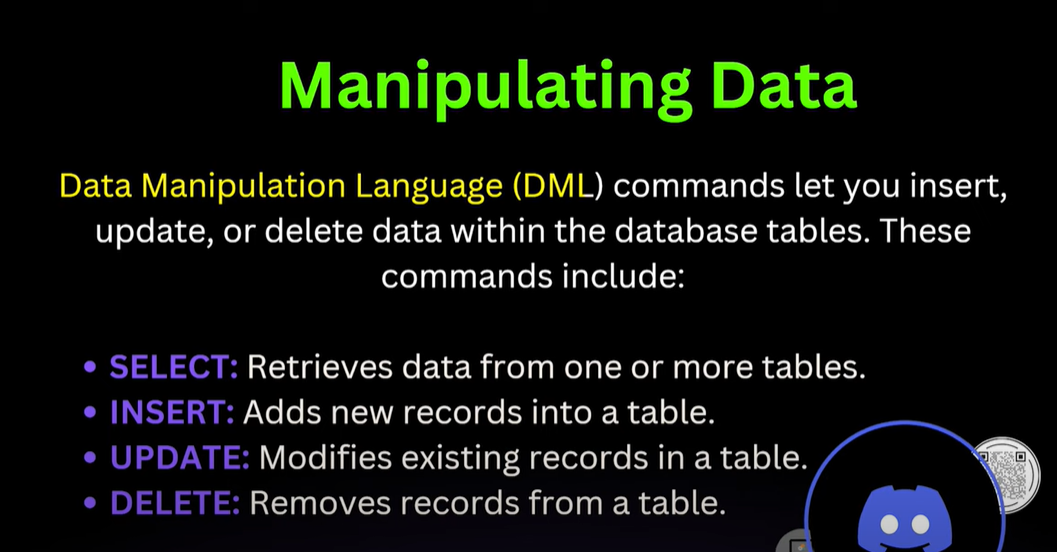 Manipulating Data
Data Manipulation Language (DML) commands let you insert,
update, or delete data within the database tables. These
commands include:
• SELECT: Retrieves data from one or more tables.
• INSERT: Adds new records into a table.
• UPDATE: Modifies existing records in a table.
• DELETE: Removes records from a table.